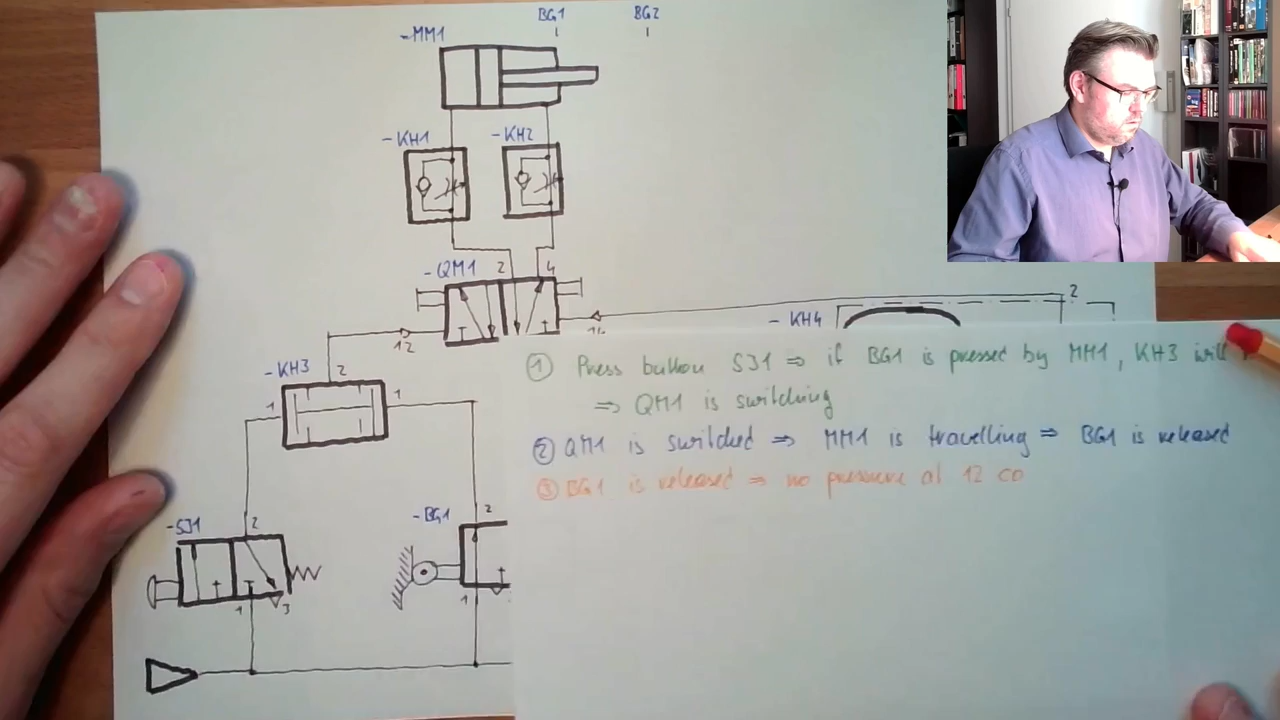 BG1 BG2
-MM1
-KH1 -KH2
-QM1 2 4
2
-KH4
12 14
-KH3 2
1 1
① Press button SJ1 ⇒ if BG1 is pressed by MM1, KH3 will
⇒ QM1 is switching
② QM1 is switched ⇒ MM1 is travelling ⇒ BG1 is released
③ BG1 is released ⇒ no pressure at 12 co
-SJ1 2
-BG1 2
1 3
1